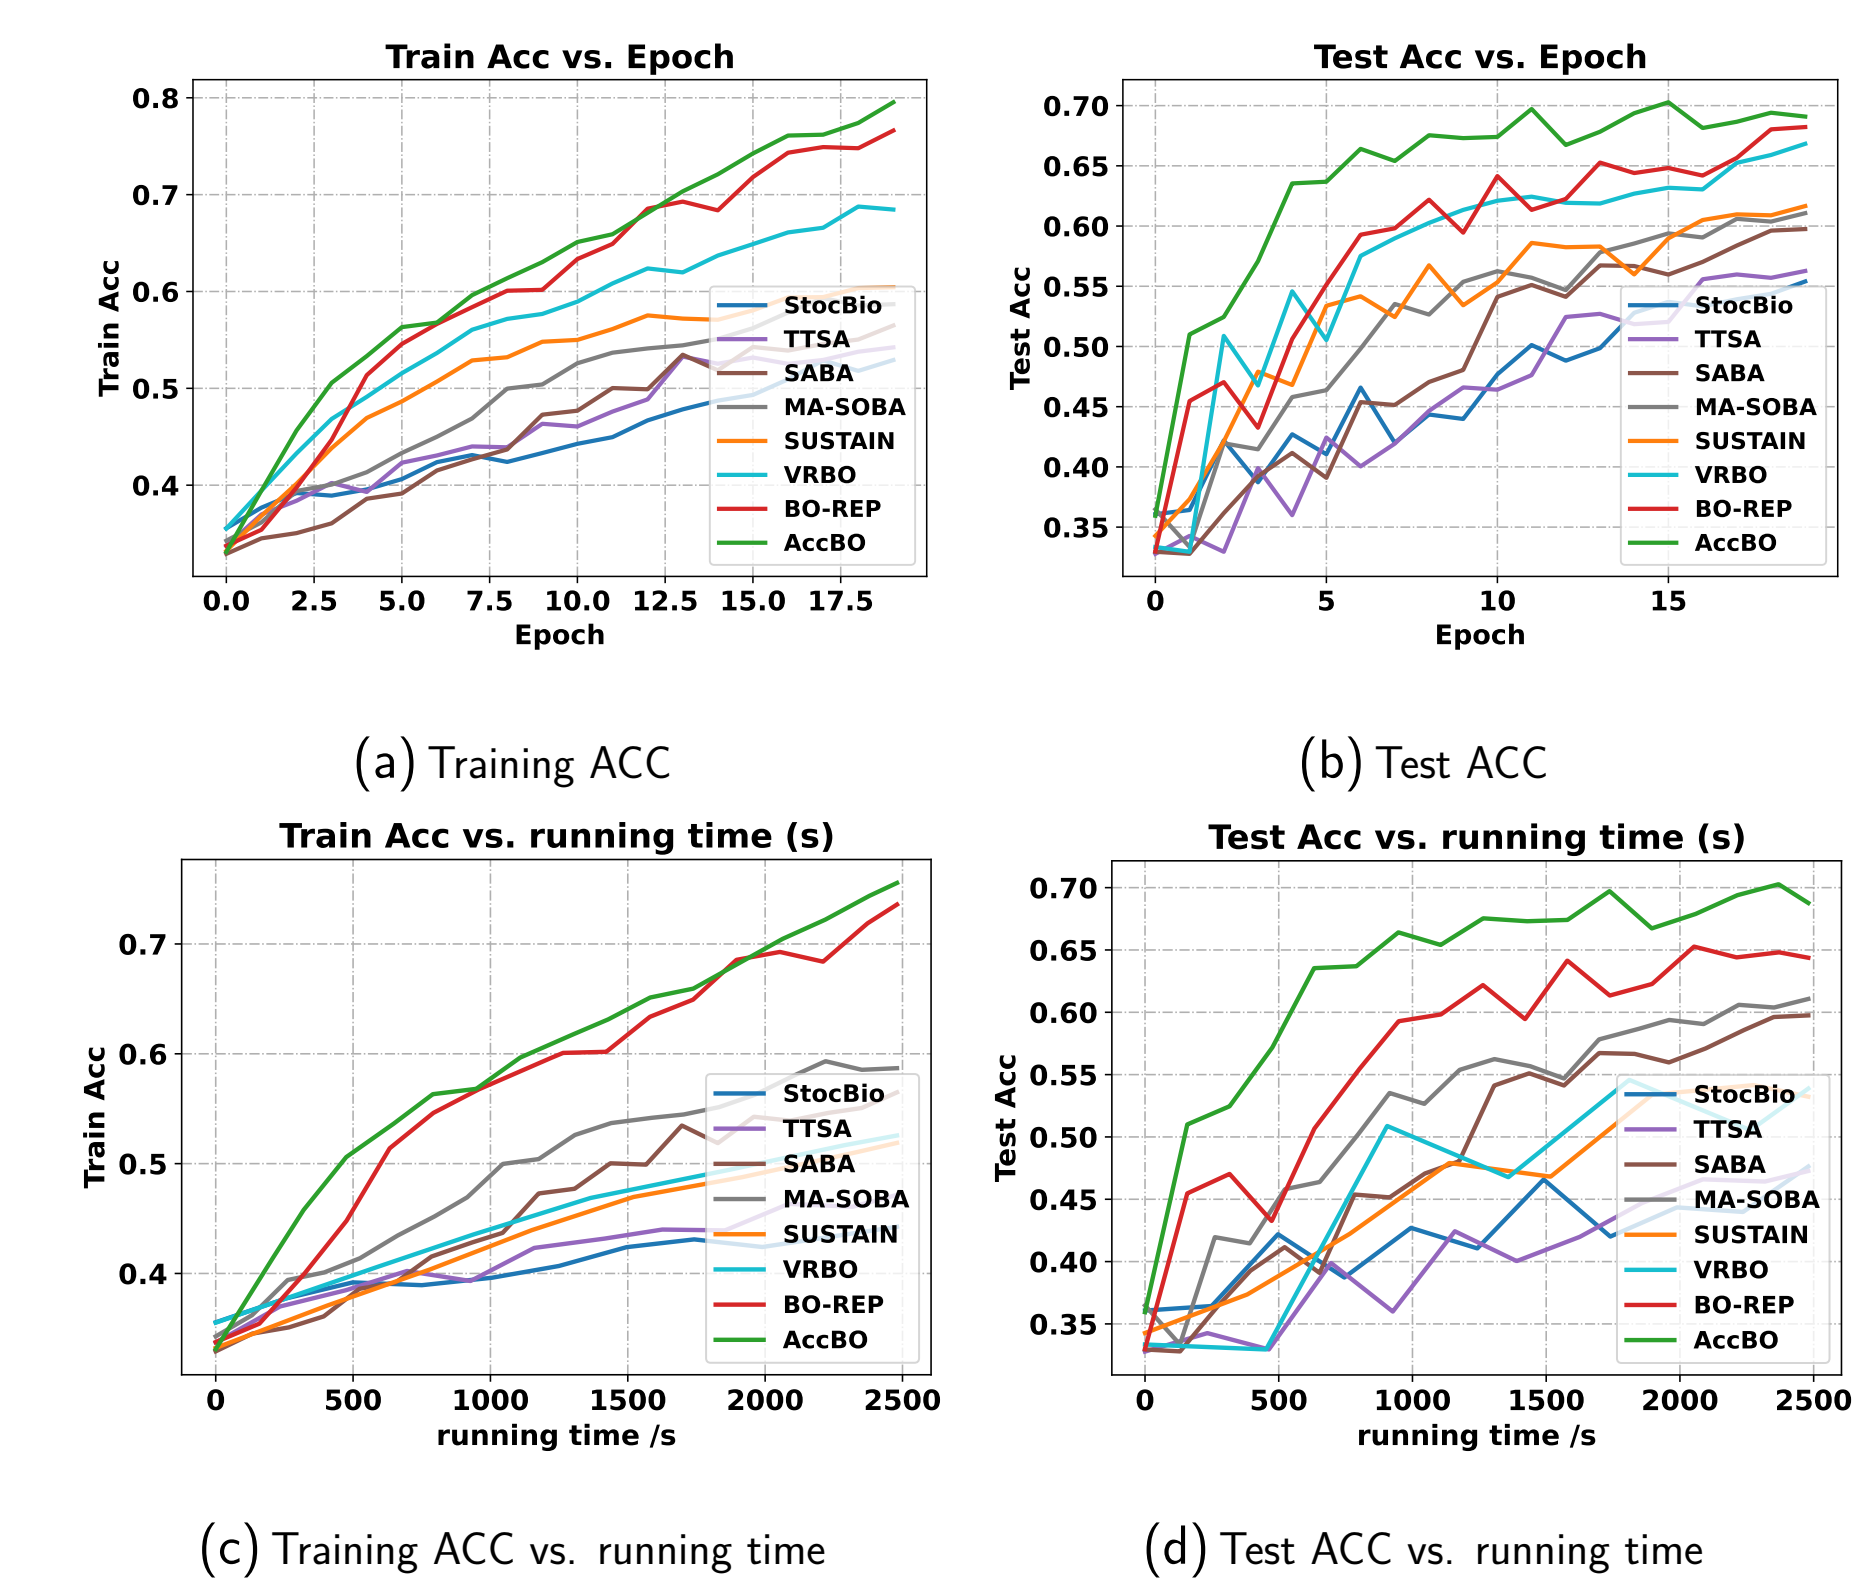 Train Acc vs. Epoch
0.8
0.7
0.6
0.5
0.4
Train Acc
0.0 2.5 5.0 7.5 10.0 12.5 15.0 17.5
Epoch
StocBio
TTSA
SABA
MA-SOBA
SUSTAIN
VRBO
BO-REP
AccBO
(a) Training ACC
Test Acc vs. Epoch
0.70
0.65
0.60
0.55
0.50
0.45
0.40
0.35
Test Acc
0 5 10 15
Epoch
StocBio
TTSA
SABA
MA-SOBA
SUSTAIN
VRBO
BO-REP
AccBO
(b) Test ACC
Train Acc vs. running time (s)
0.7
0.6
0.5
0.4
Train Acc
0 500 1000 1500 2000 2500
running time /s
StocBio
TTSA
SABA
MA-SOBA
SUSTAIN
VRBO
BO-REP
AccBO
(c) Training ACC vs. running time
Test Acc vs. running time (s)
0.70
0.65
0.60
0.55
0.50
0.45
0.40
0.35
Test Acc
0 500 1000 1500 2000 2500
running time /s
StocBio
TTSA
SABA
MA-SOBA
SUSTAIN
VRBO
BO-REP
AccBO
(d) Test ACC vs. running time